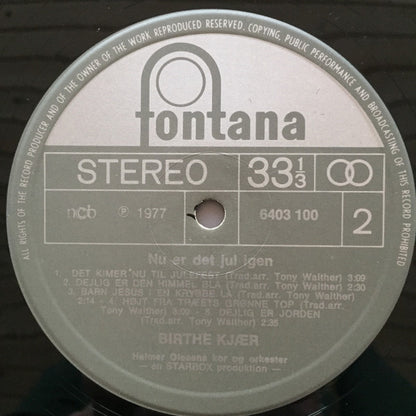 ALL RIGHTS OF THE RECORD PRODUCER AND OF THE OWNER OF THE WORK REPRODUCED RESERVED. COPYING, PUBLIC PERFORMANCE AND BROADCASTING OF THIS RECORD PROHIBITED
fontana
STEREO 33 1/3
ncb Ⓟ 1977 6403 100 2
Nu er det jul igen
1. DET KIMER NU TIL JULEFEST (Trad.arr. Tony Walther) 3:09
2. DEJLIG ER DEN HIMMEL BLÅ (Trad.arr. Tony Walther) 2:30
3. BARN JESUS I EN KRYBBE LÅ (Trad.arr. Tony Walther)
2:14 - 4. HØJT FRA TRÆETS GRØNNE TOP (Trad.arr.
Tony Walther) 2:46 - 5. DEJLIG ER JORDEN
(Trad.arr. Tony Walther) 2:35
BIRTHE KJÆR
Helmer Olesens kor og orkester
— en STARBOX produktion —